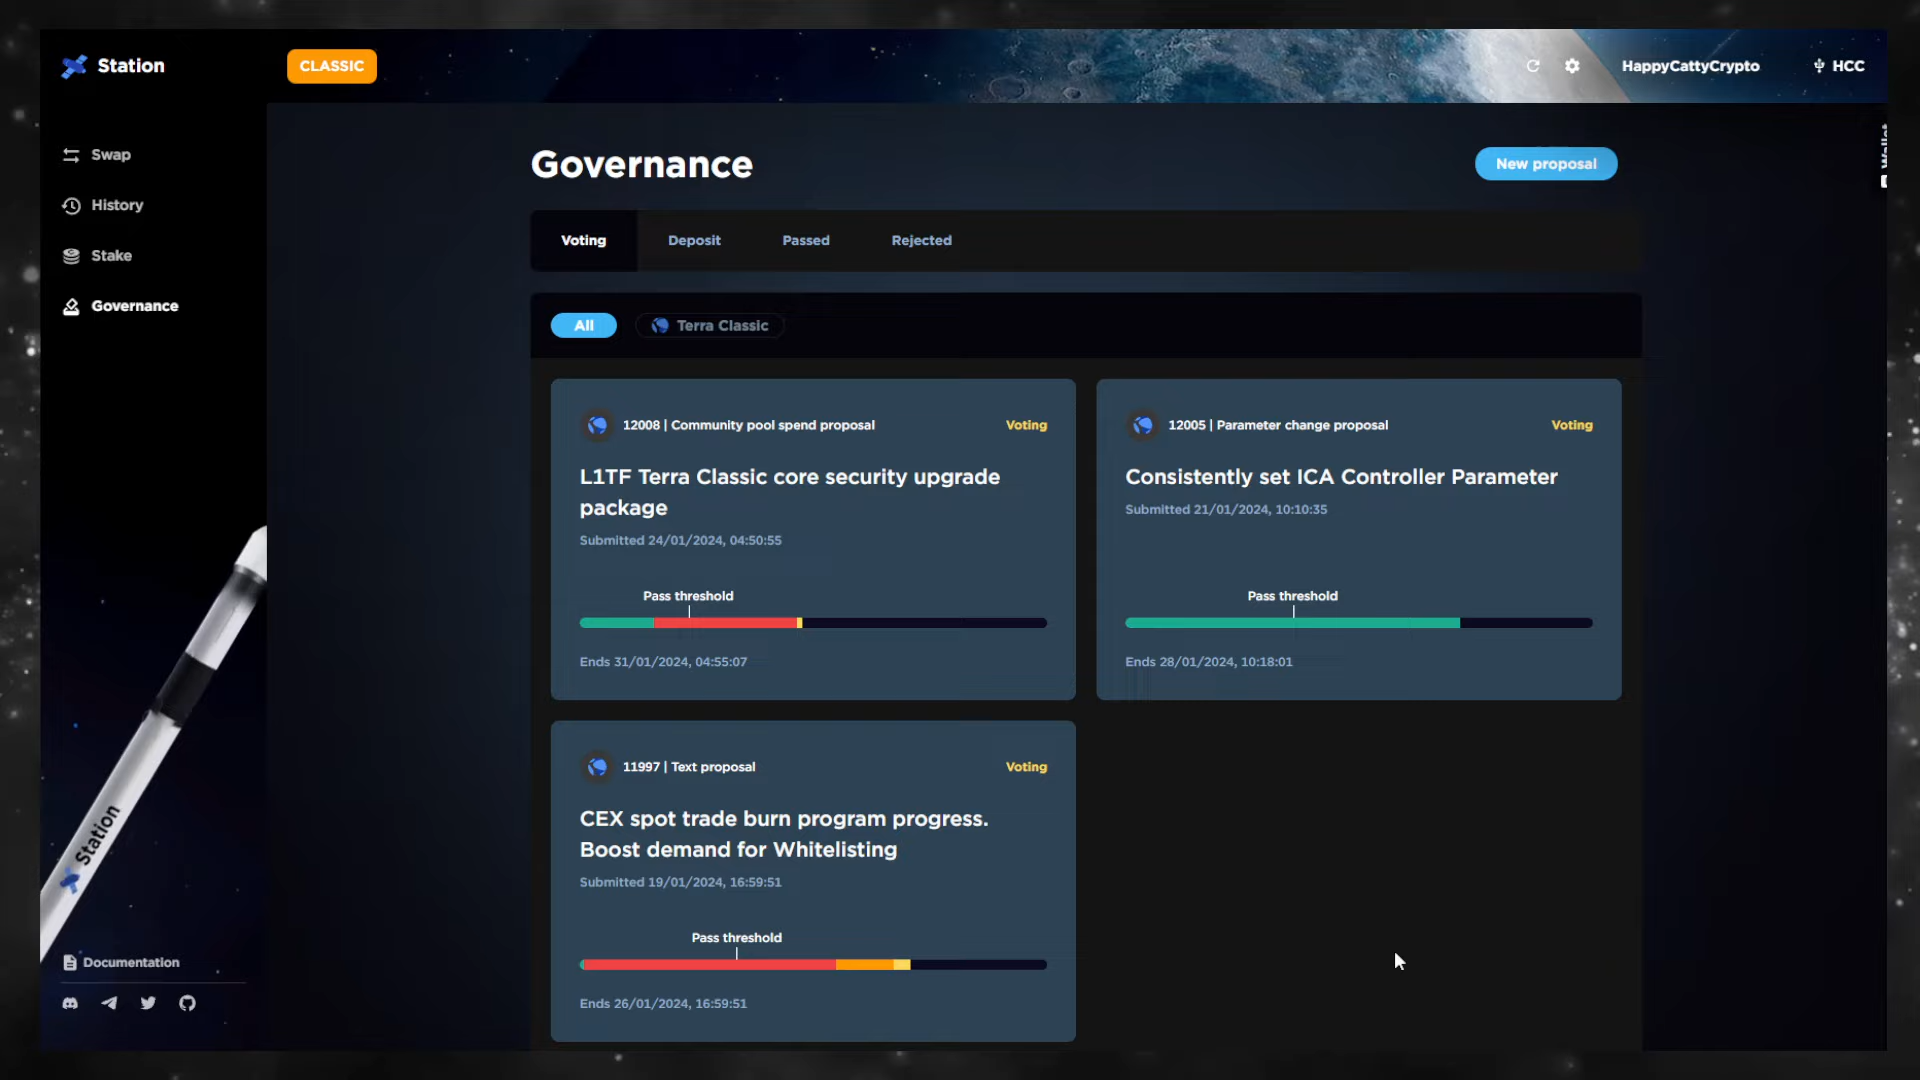 Station
CLASSIC
HappyCattyCrypto
HCC
Swap
History
Stake
Governance
Governance
New proposal
Wallet
Voting
Deposit
Passed
Rejected
All
Terra Classic
12008 | Community pool spend proposal
Voting
L1TF Terra Classic core security upgrade
package
Submitted 24/01/2024, 04:50:55
Pass threshold
Ends 31/01/2024, 04:55:07
12005 | Parameter change proposal
Voting
Consistently set ICA Controller Parameter
Submitted 21/01/2024, 10:10:35
Pass threshold
Ends 28/01/2024, 10:18:01
11997 | Text proposal
Voting
CEX spot trade burn program progress.
Boost demand for Whitelisting
Submitted 19/01/2024, 16:59:51
Pass threshold
Ends 26/01/2024, 16:59:51
Station
Documentation